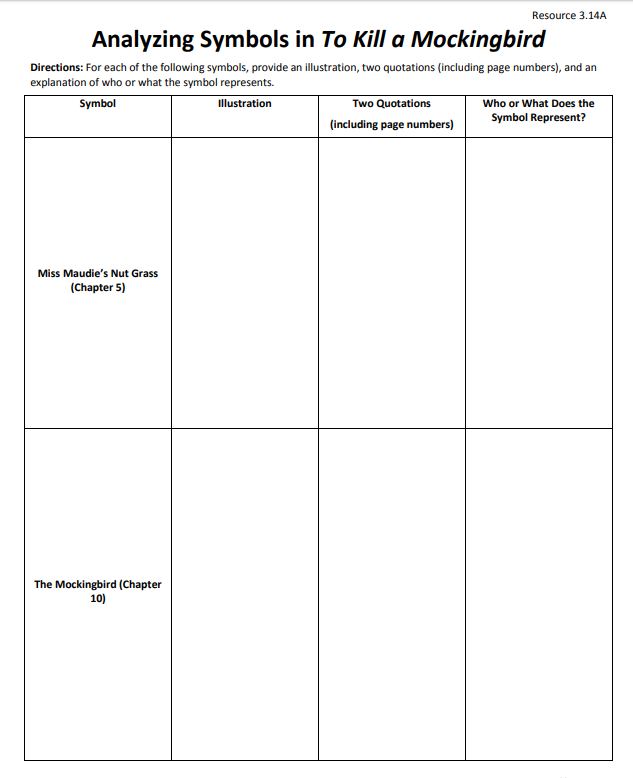 Resource 3.14A
Analyzing Symbols in To Kill a Mockingbird
Directions: For each of the following symbols, provide an illustration, two quotations (including page numbers), and an
explanation of who or what the symbol represents.
Symbol
Illustration
Two Quotations
(including page numbers)
Who or What Does the
Symbol Represent?
Miss Maudie's Nut Grass
(Chapter 5)
The Mockingbird (Chapter
10)